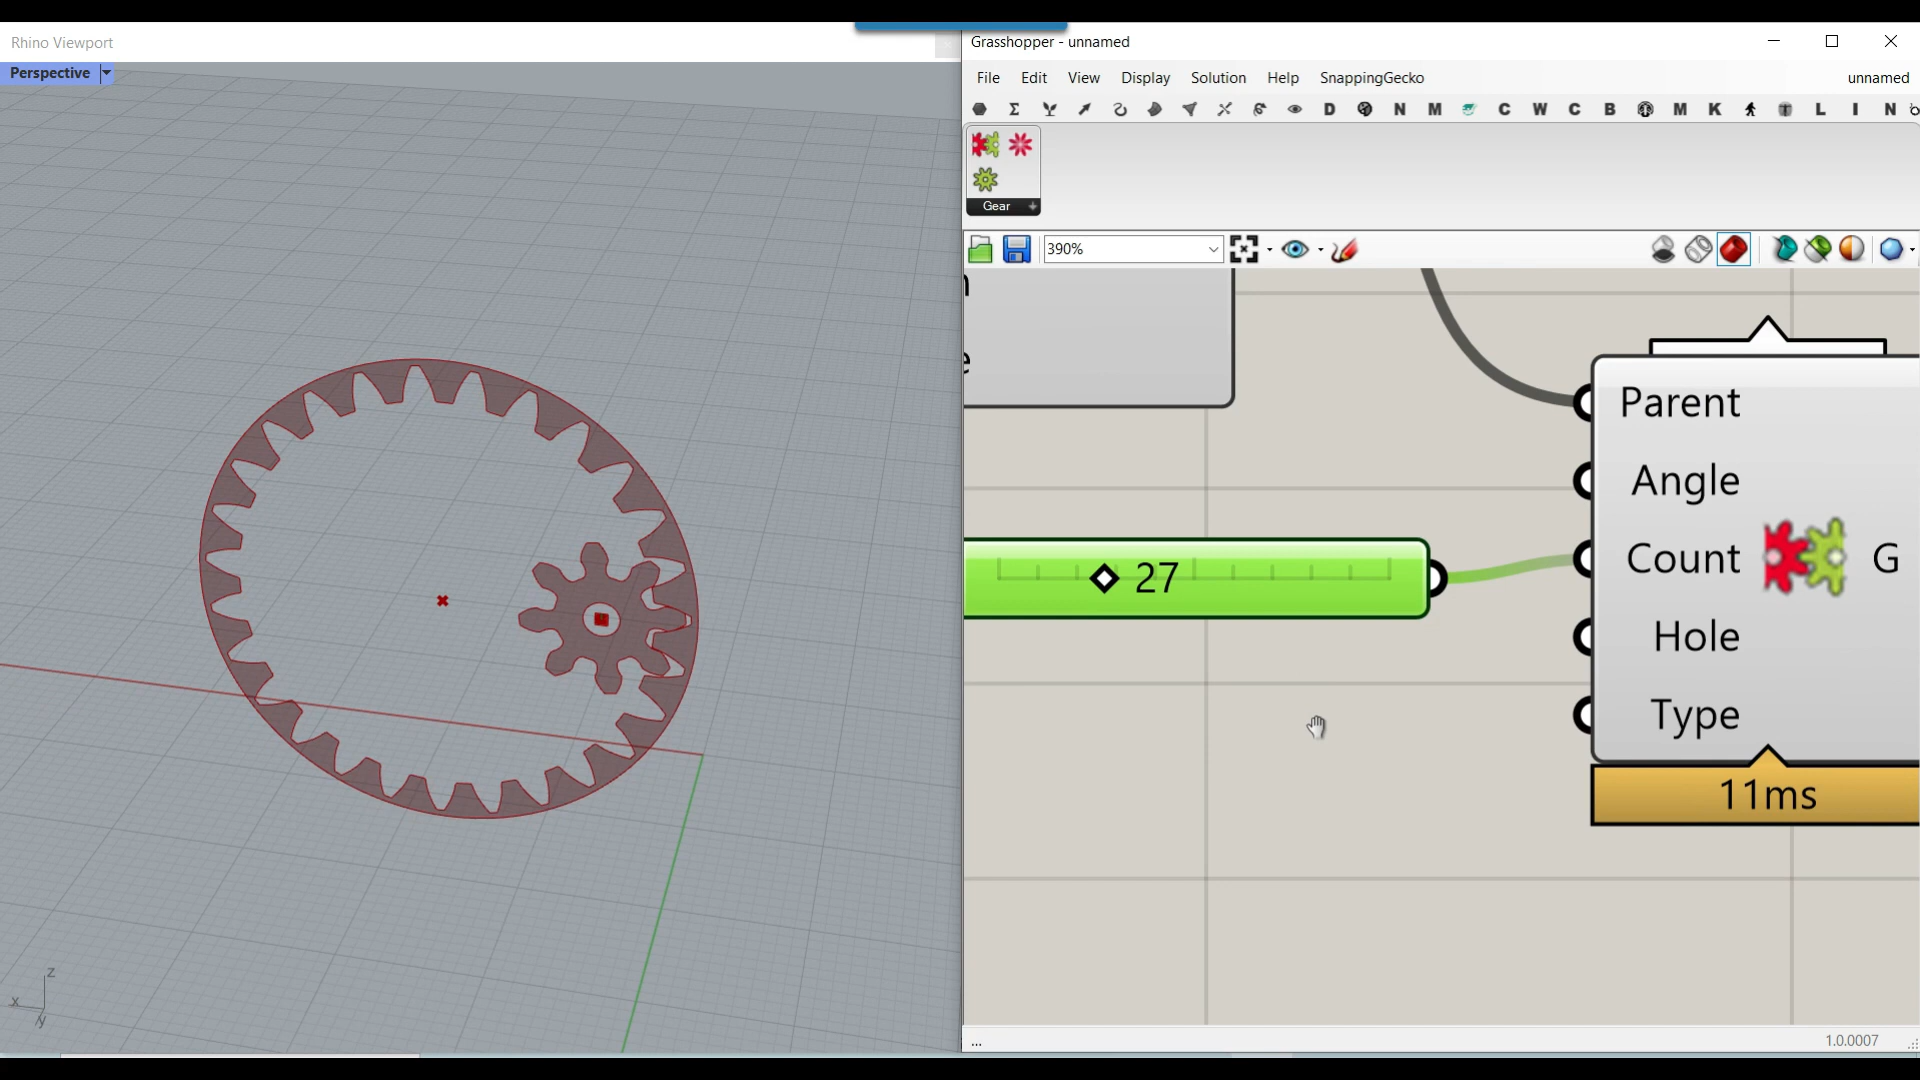 Rhino Viewport
Perspective
z
x
y
Grasshopper - unnamed
File Edit View Display Solution Help SnappingGecko unnamed
D N M C W C B M K L I N
Gear
390%
Parent
Angle
27
Count G
Hole
Type
11ms
...
1.0.0007